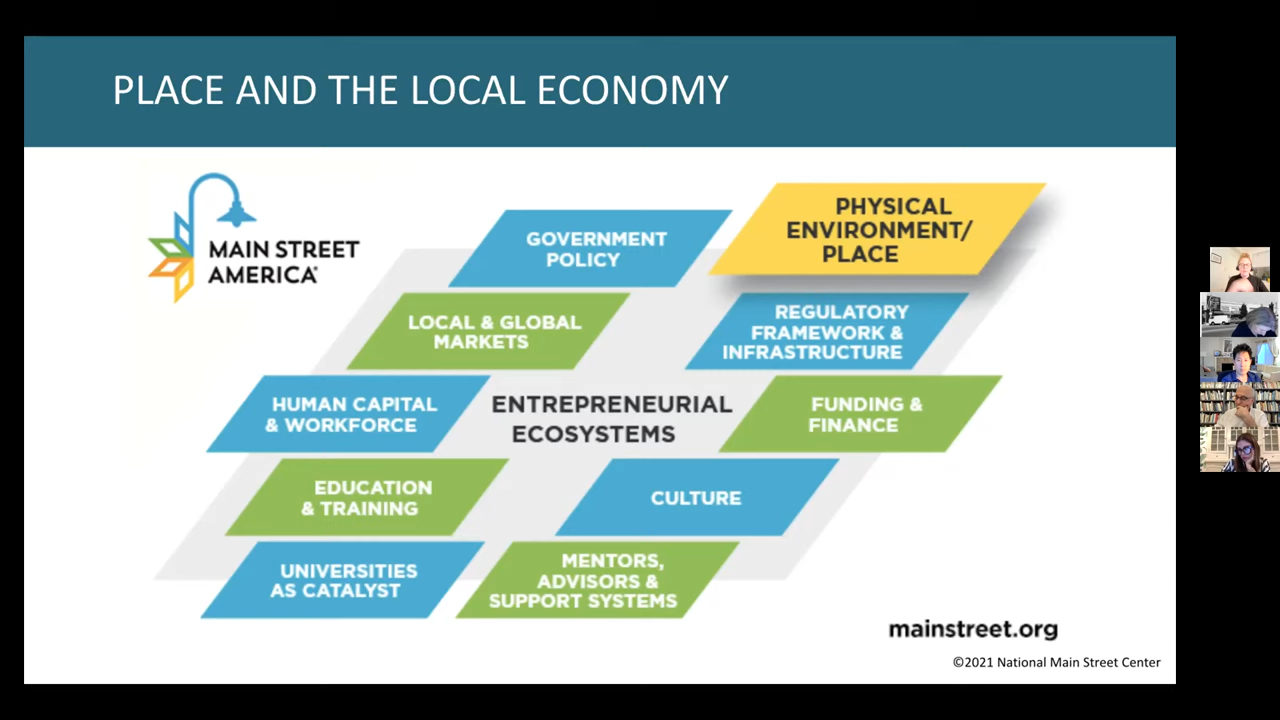 PLACE AND THE LOCAL ECONOMY
MAIN STREET
AMERICA®
GOVERNMENT
POLICY
PHYSICAL
ENVIRONMENT/
PLACE
LOCAL & GLOBAL
MARKETS
REGULATORY
FRAMEWORK &
INFRASTRUCTURE
HUMAN CAPITAL
& WORKFORCE
ENTREPRENEURIAL
ECOSYSTEMS
FUNDING &
FINANCE
EDUCATION
& TRAINING
CULTURE
UNIVERSITIES
AS CATALYST
MENTORS,
ADVISORS &
SUPPORT SYSTEMS
mainstreet.org
©2021 National Main Street Center